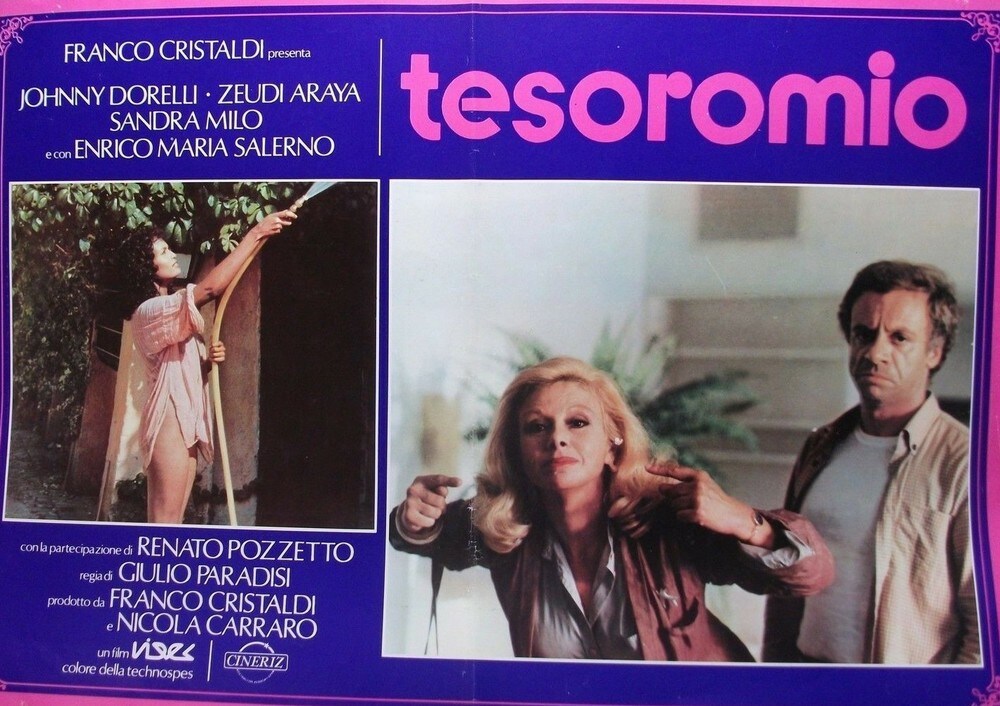 FRANCO CRISTALDI presenta
JOHNNY DORELLI · ZEUDI ARAYA
SANDRA MILO
e con ENRICO MARIA SALERNO
tesoromio
con la partecipazione di RENATO POZZETTO
regia di GIULIO PARADISI
prodotto da FRANCO CRISTALDI
e NICOLA CARRARO
un film vides
colore della technospes
CINERIZ